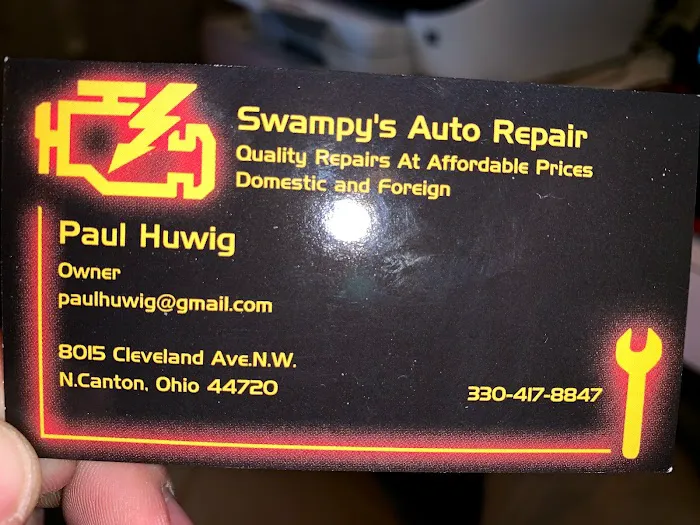 Swampy's Auto Repair
Quality Repairs At Affordable Prices
Domestic and Foreign
Paul Huwig
Owner
paulhuwig@gmail.com
8015 Cleveland Ave.N.W.
N.Canton, Ohio 44720
330-417-8847